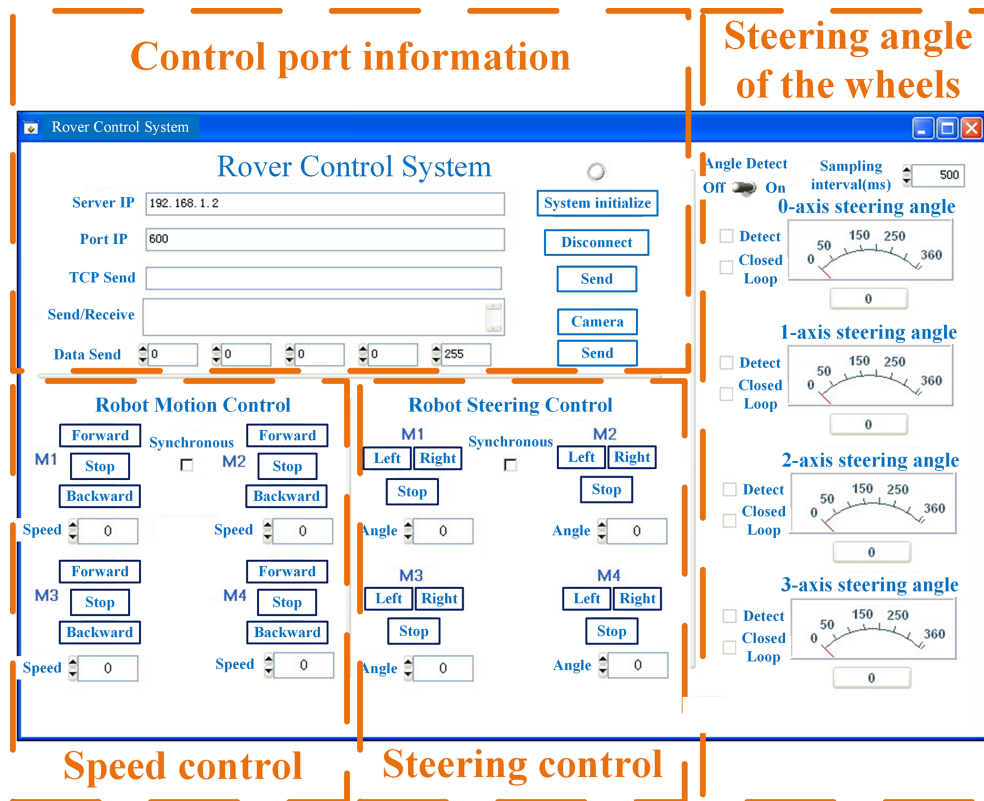 Control port information
Steering angle
of the wheels
Rover Control System
Rover Control System
Server IP 192.168.1.2 System initialize
Port IP 600 Disconnect
TCP Send Send
Send/Receive Camera
Data Send 0 0 0 0 255 Send
Angle Detect
Off On
Sampling
interval(ms) 500
0-axis steering angle
Detect
Closed
Loop
0 50 150 250 360
0
1-axis steering angle
Detect
Closed
Loop
0 50 150 250 360
0
2-axis steering angle
Detect
Closed
Loop
0 50 150 250 360
0
3-axis steering angle
Detect
Closed
Loop
0 50 150 250 360
0
Robot Motion Control
Forward Synchronous Forward
M1 Stop M2 Stop
Backward Backward
Speed 0 Speed 0
Forward Forward
M3 Stop M4 Stop
Backward Backward
Speed 0 Speed 0
Robot Steering Control
M1 Synchronous M2
Left Right Left Right
Stop Stop
Angle 0 Angle 0
M3 M4
Left Right Left Right
Stop Stop
Angle 0 Angle 0
Speed control
Steering control